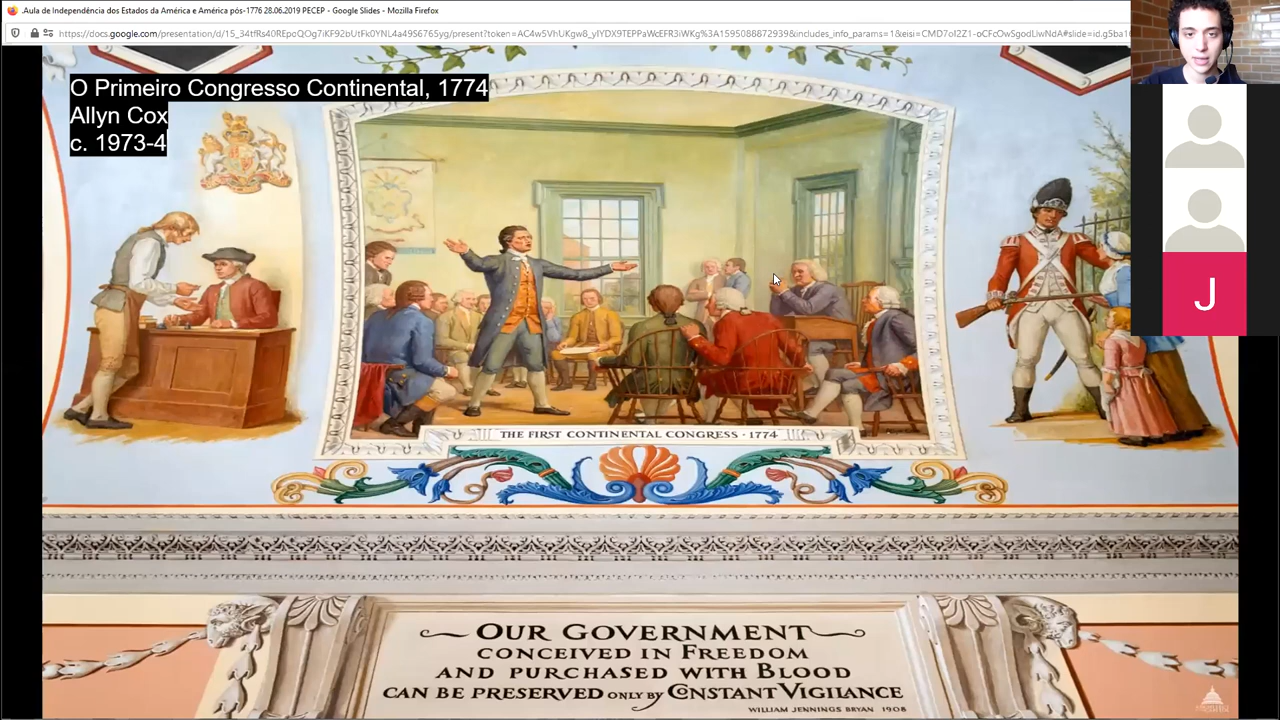 .Aula de Independência dos Estados da América e América pós-1776 28.06.2019 PECEP - Google Slides - Mozilla Firefox
O Primeiro Congresso Continental, 1774
Allyn Cox
c. 1973-4
J
THE FIRST CONTINENTAL CONGRESS · 1774
OUR GOVERNMENT
CONCEIVED IN FREEDOM
AND PURCHASED WITH BLOOD
CAN BE PRESERVED ONLY BY CONSTANT VIGILANCE
WILLIAM JENNINGS BRYAN 1908